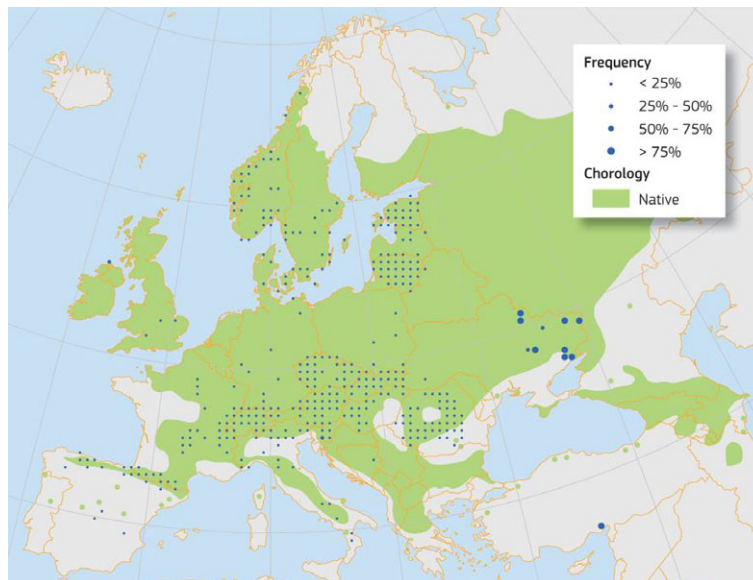 Frequency
< 25%
25% - 50%
50% - 75%
> 75%
Chorology
Native